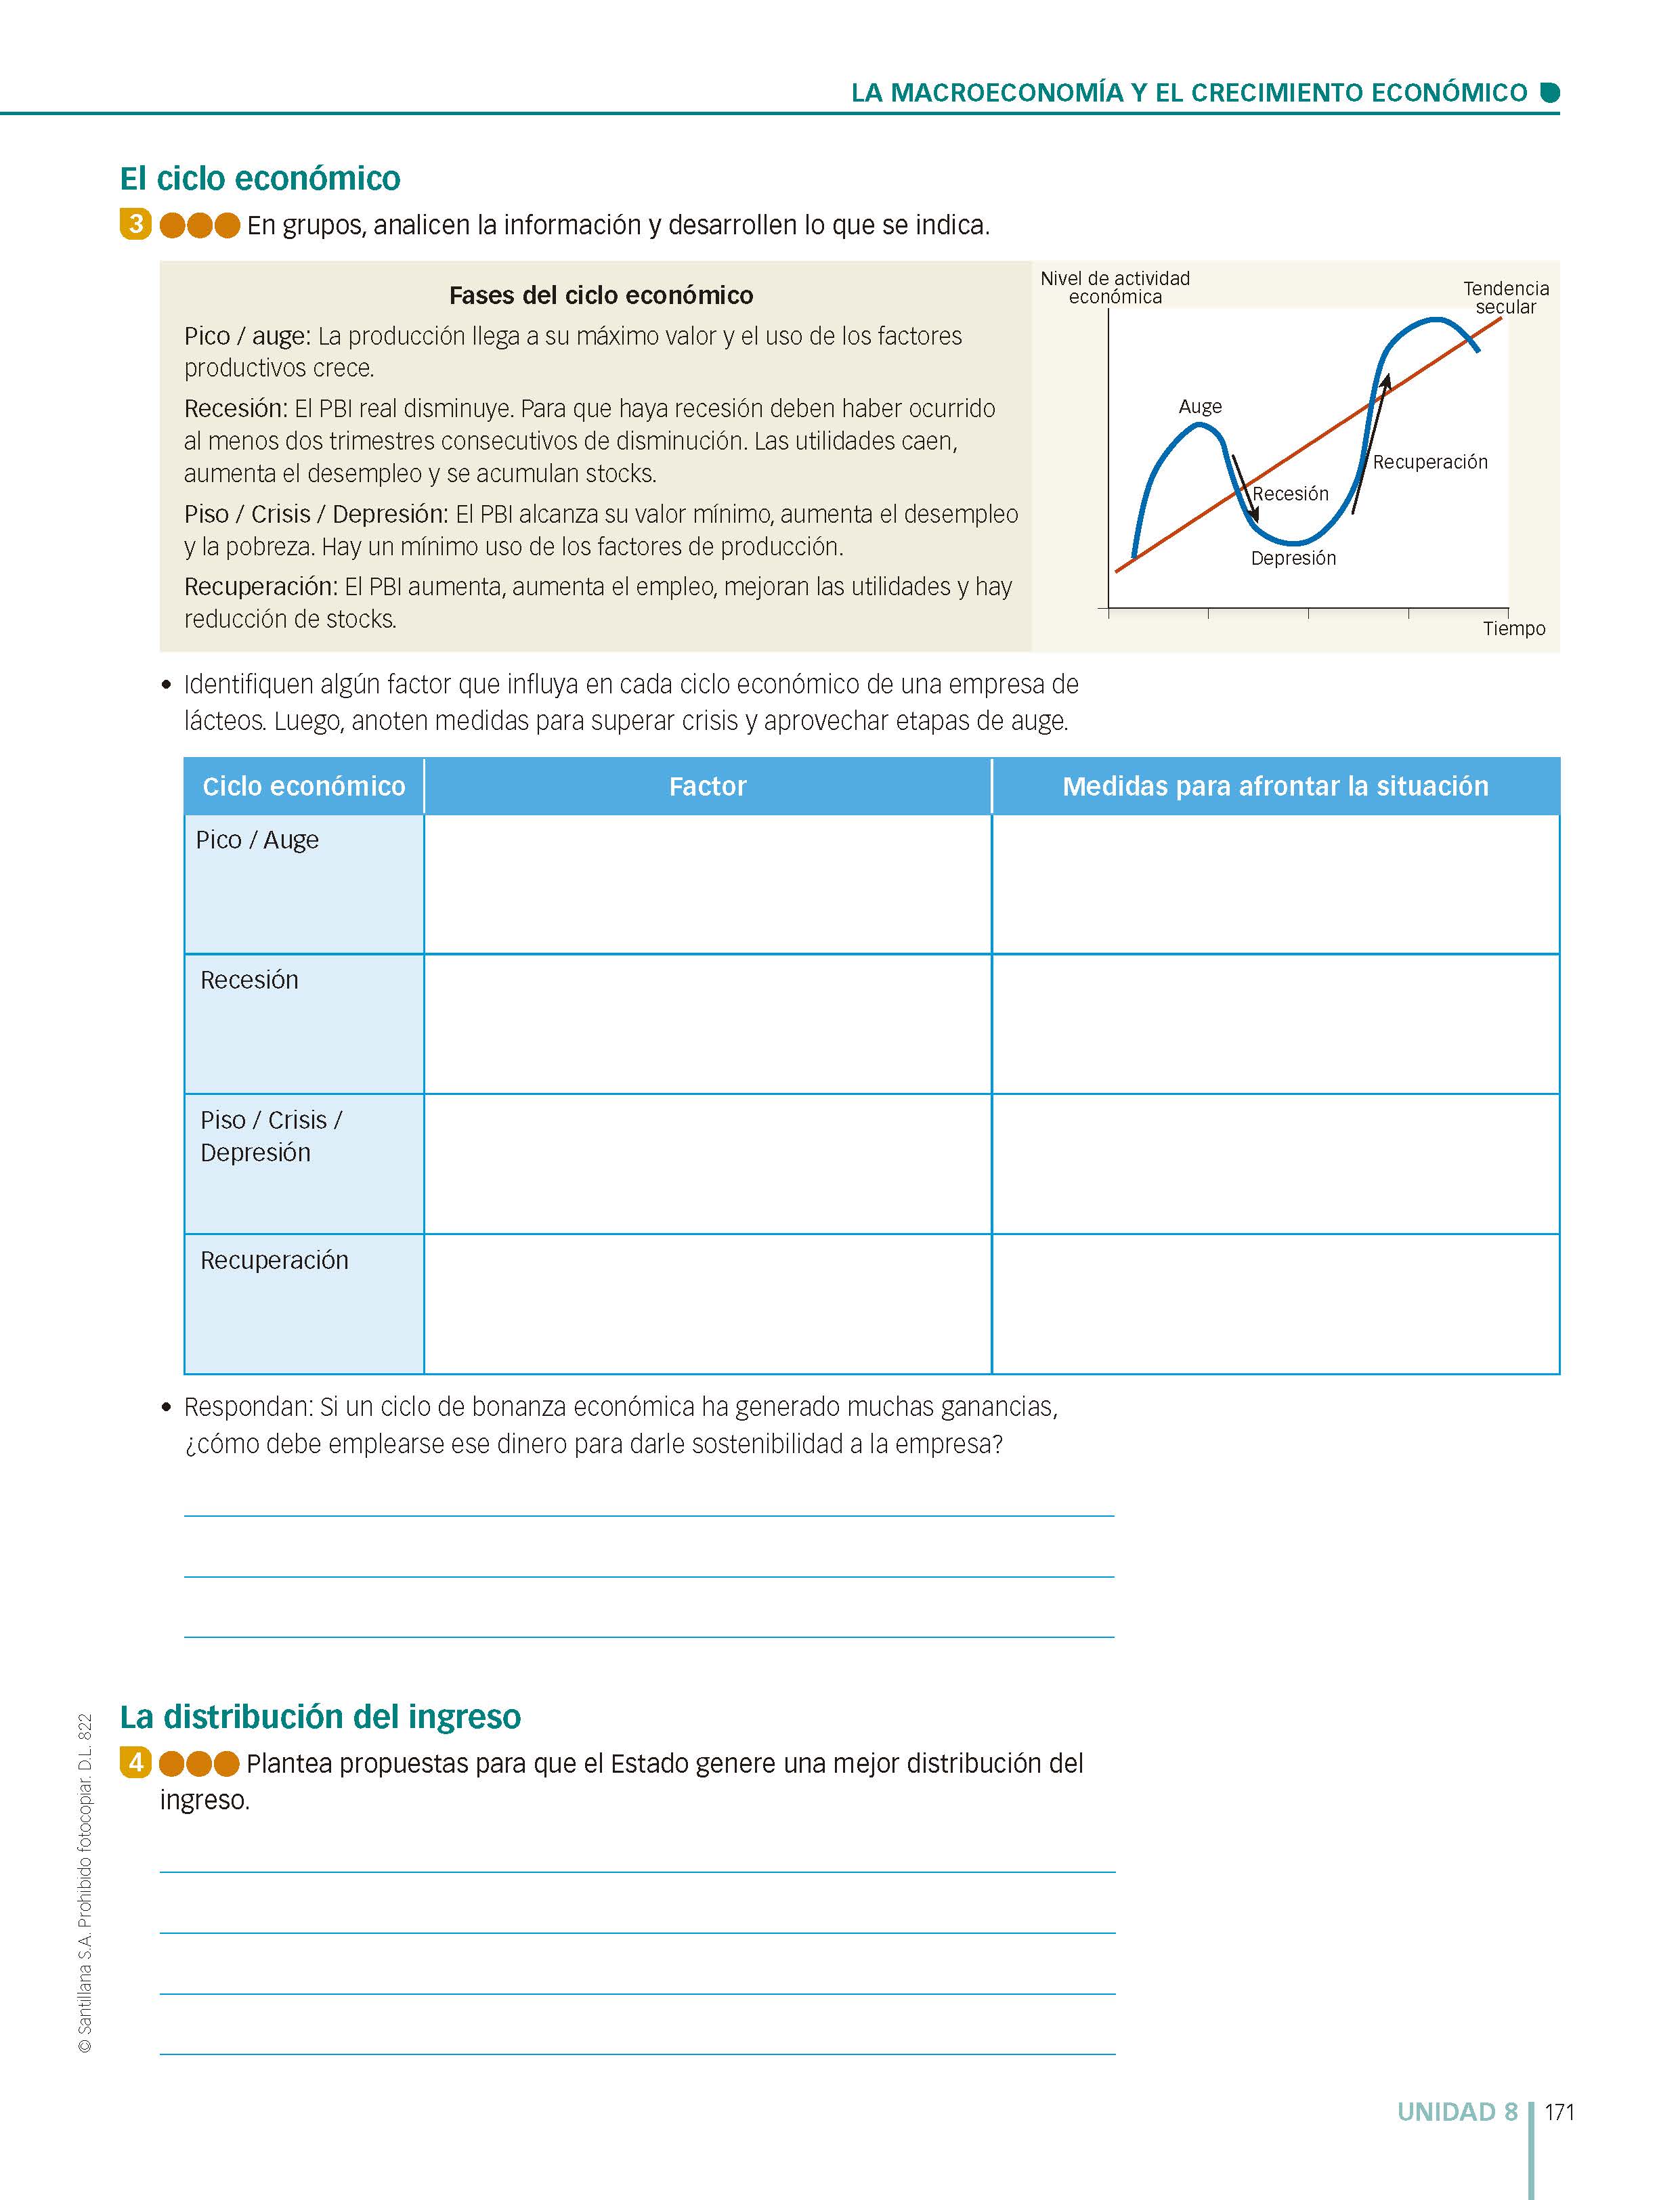 LA MACROECONOMÍA Y EL CRECIMIENTO ECONÓMICO
El ciclo económico
3 En grupos, analicen la información y desarrollen lo que se indica.
Fases del ciclo económico
Pico / auge: La producción llega a su máximo valor y el uso de los factores
productivos crece.
Recesión: El PBI real disminuye. Para que haya recesión deben haber ocurrido
al menos dos trimestres consecutivos de disminución. Las utilidades caen,
aumenta el desempleo y se acumulan stocks.
Piso / Crisis / Depresión: El PBI alcanza su valor mínimo, aumenta el desempleo
y la pobreza. Hay un mínimo uso de los factores de producción.
Recuperación: El PBI aumenta, aumenta el empleo, mejoran las utilidades y hay
reducción de stocks.
Nivel de actividad
económica
Tendencia
secular
Auge
Recuperación
Recesión
Depresión
Tiempo
• Identifiquen algún factor que influya en cada ciclo económico de una empresa de
lácteos. Luego, anoten medidas para superar crisis y aprovechar etapas de auge.
Ciclo económico Factor Medidas para afrontar la situación
Pico / Auge
Recesión
Piso / Crisis /
Depresión
Recuperación
• Respondan: Si un ciclo de bonanza económica ha generado muchas ganancias,
¿cómo debe emplearse ese dinero para darle sostenibilidad a la empresa?
La distribución del ingreso
4 Plantea propuestas para que el Estado genere una mejor distribución del
ingreso.
© Santillana S.A. Prohibido fotocopiar. D.L. 822
UNIDAD 8 171